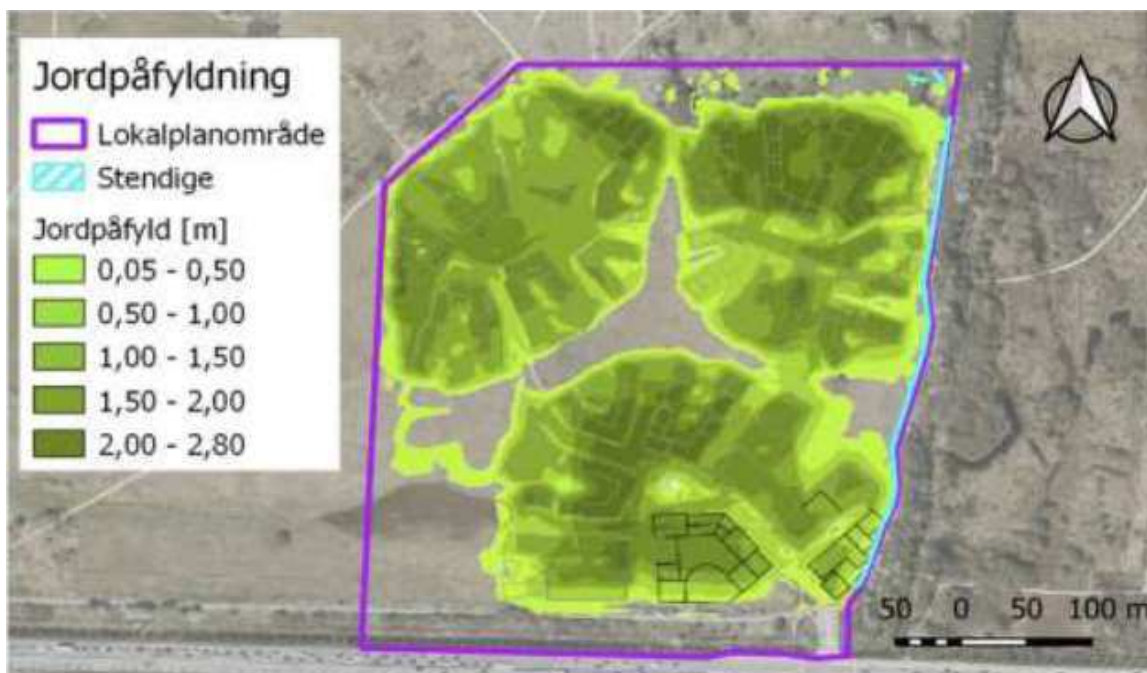 Jordpåfyldning
Lokalplanområde
Stendige
Jordpåfyld [m]
0,05 - 0,50
0,50 - 1,00
1,00 - 1,50
1,50 - 2,00
2,00 - 2,80
50 0 50 100 m